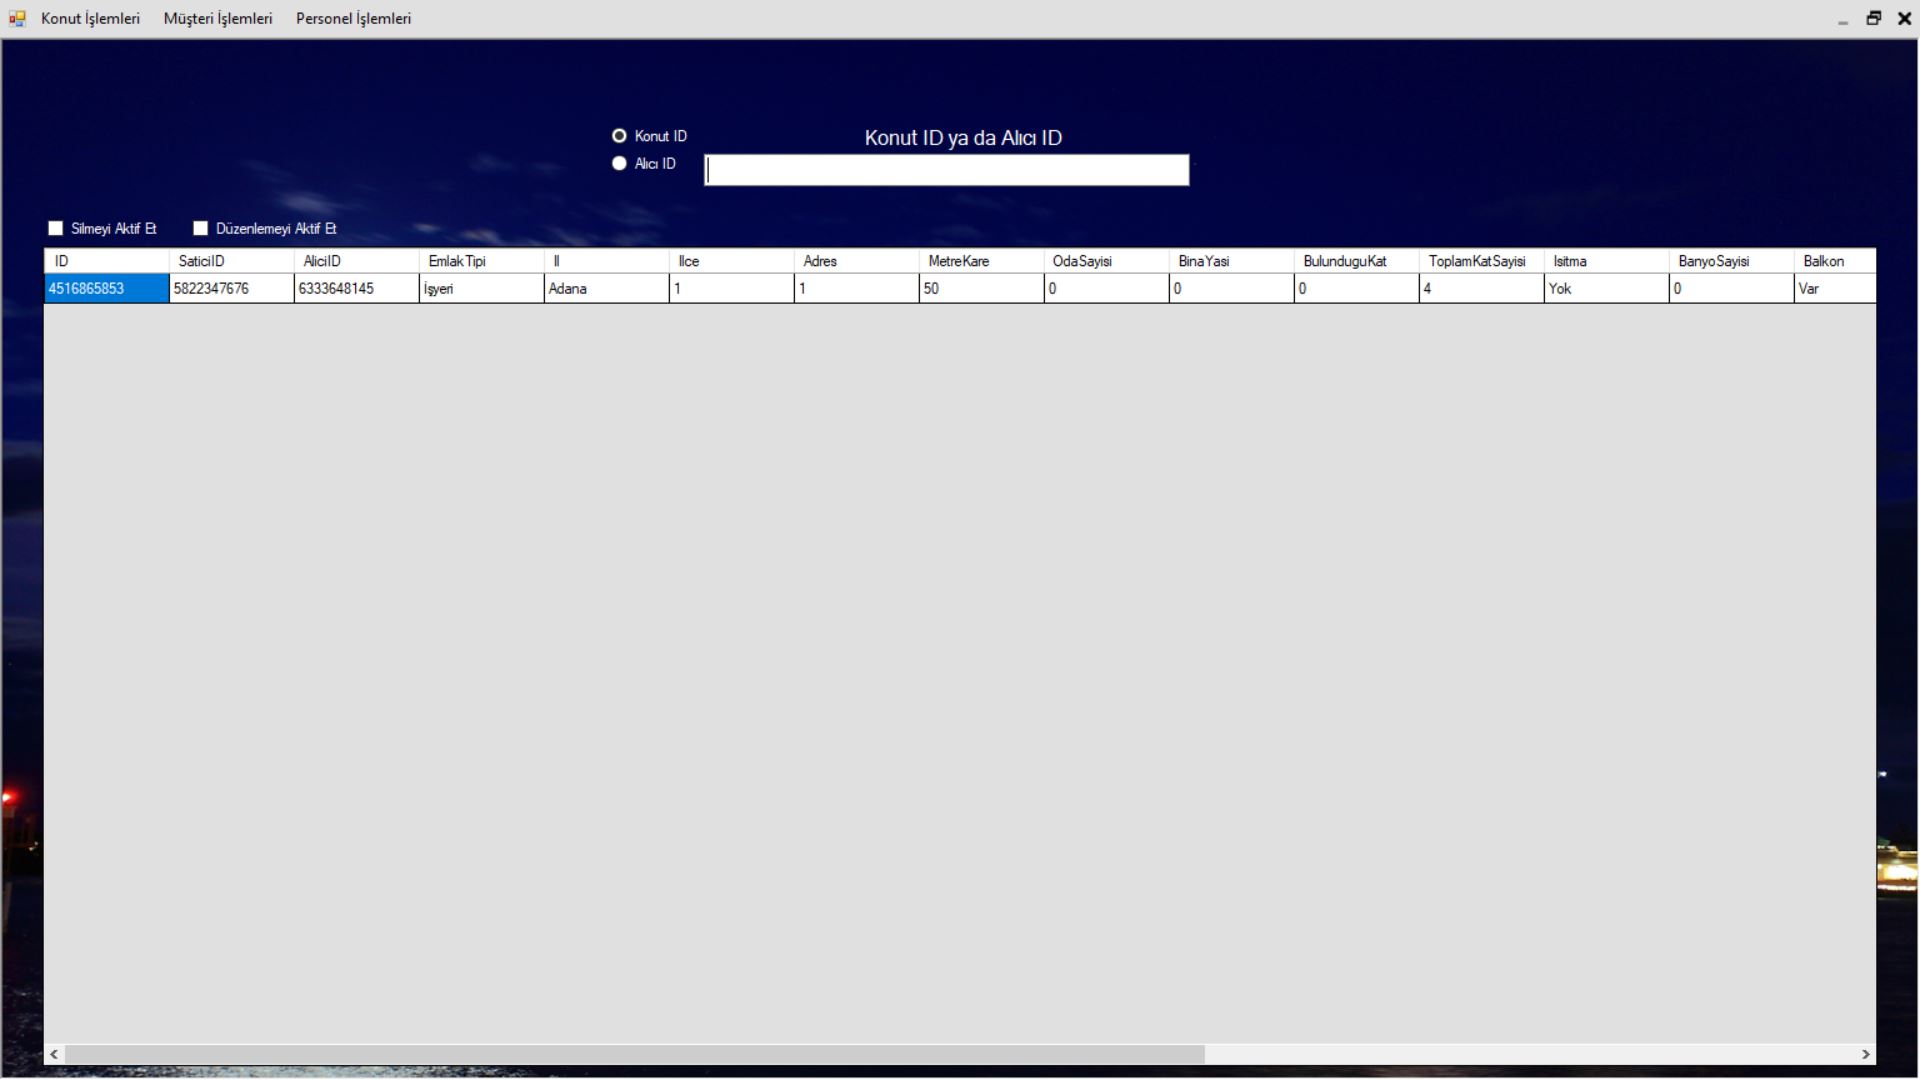 Konut İşlemleri Müşteri İşlemleri Personel İşlemleri
Konut ID
Konut ID ya da Alıcı ID
Alıcı ID
Silmeyi Aktif Et Düzenlemeyi Aktif Et
ID SaticiID AliciID EmlakTipi Il Ilce Adres MetreKare OdaSayisi BinaYasi BulunduguKat ToplamKatSayisi Isitma BanyoSayisi Balkon
4516865853 5822347676 6333648145 İşyeri Adana 1 1 50 0 0 0 4 Yok 0 Var